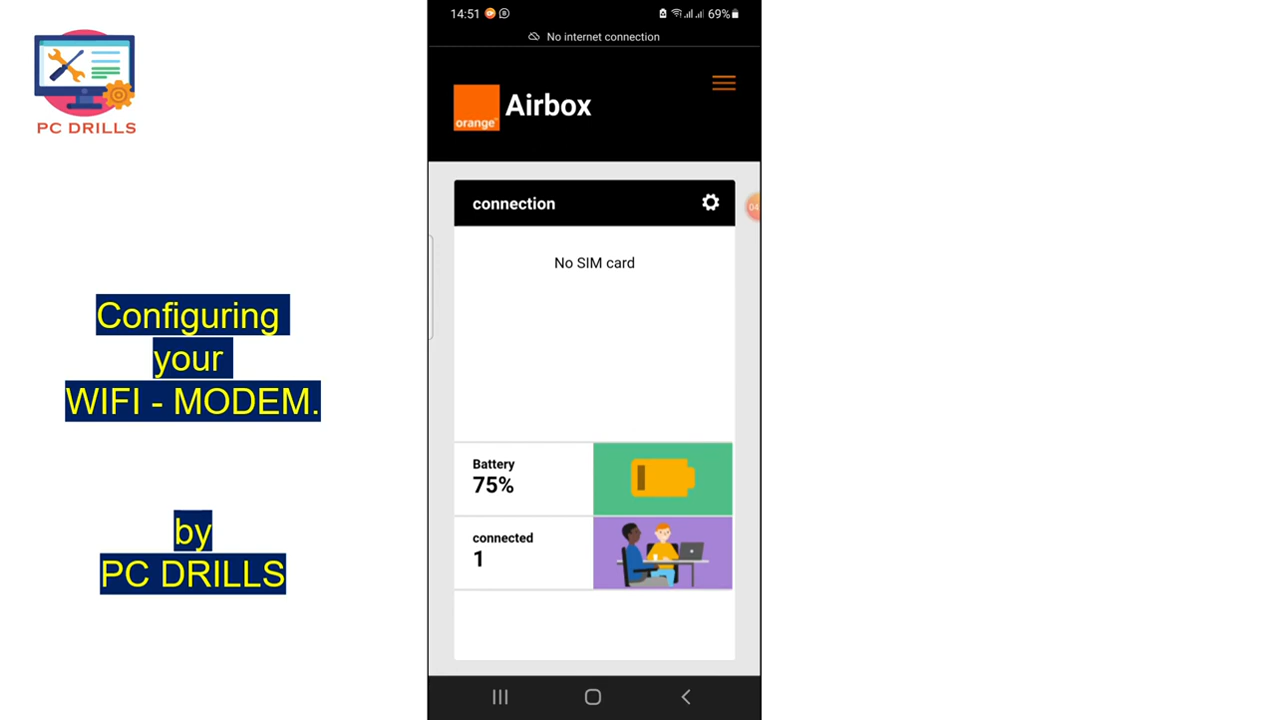 PC DRILLS
Configuring
your
WIFI - MODEM.
by
PC DRILLS
14:51
69%
No internet connection
orange
Airbox
connection
No SIM card
Battery
75%
connected
1
04